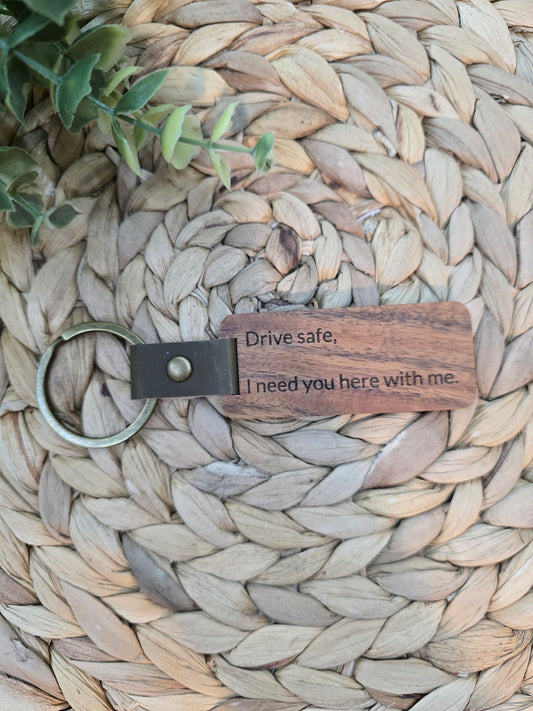 Drive safe,
I need you here with me.